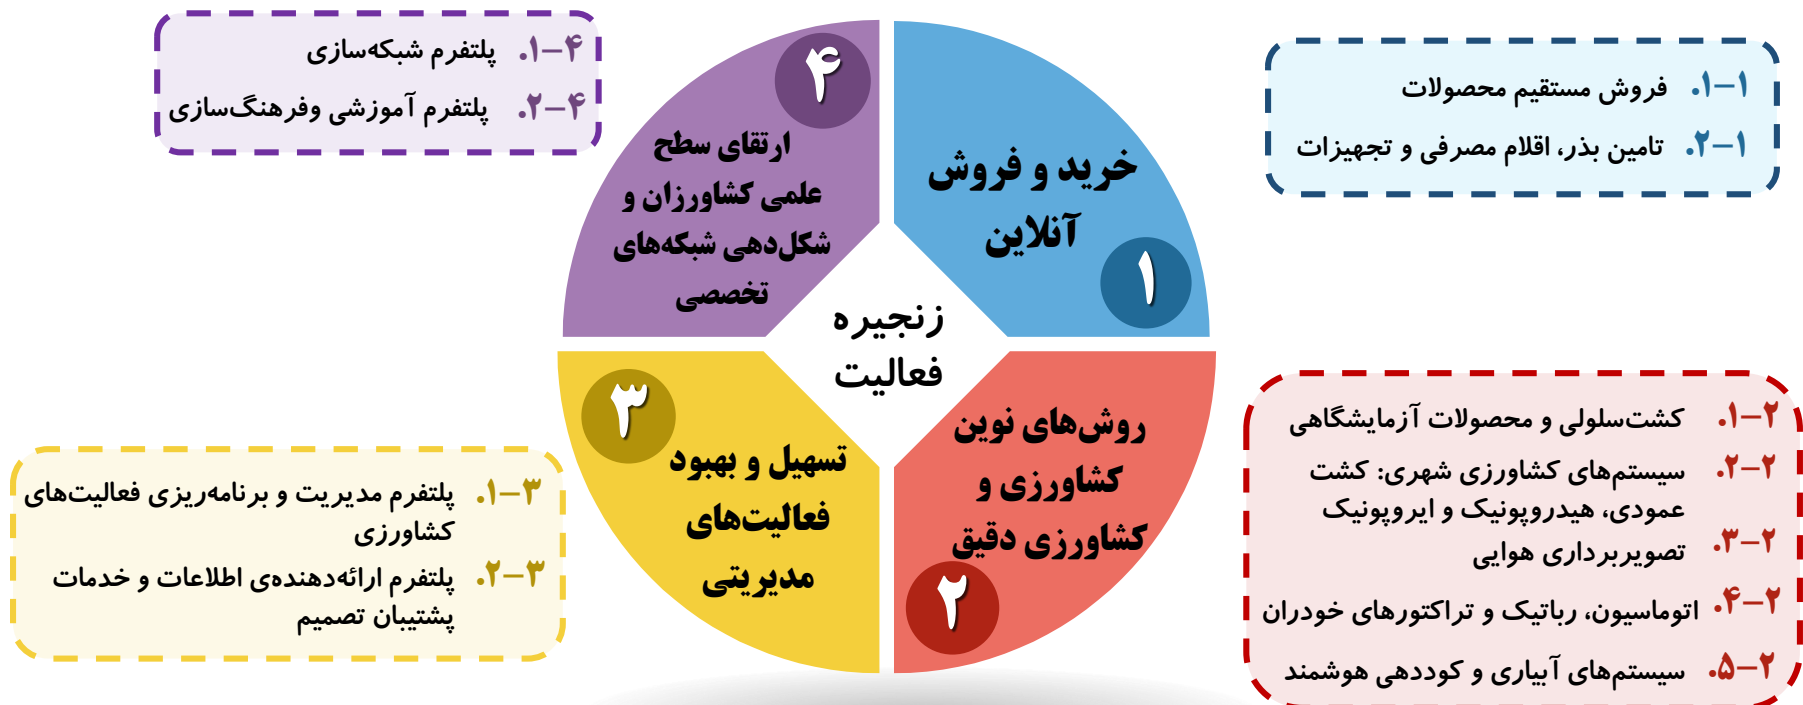 زنجیره
فعالیت
۱
خرید و فروش
آنلاین
۱-۱. فروش مستقیم محصولات
۲-۱. تامین بذر، اقلام مصرفی و تجهیزات
۲
روش‌های نوین
کشاورزی و
کشاورزی دقیق
۱-۲. کشت‌سلولی و محصولات آزمایشگاهی
۲-۲. سیستم‌های کشاورزی شهری: کشت
عمودی، هیدروپونیک و ایروپونیک
۳-۲. تصویربرداری هوایی
۴-۲. اتوماسیون، رباتیک و تراکتورهای خودران
۵-۲. سیستم‌های آبیاری و کوددهی هوشمند
۳
تسهیل و بهبود
فعالیت‌های
مدیریتی
۱-۳. پلتفرم مدیریت و برنامه‌ریزی فعالیت‌های
کشاورزی
۲-۳. پلتفرم ارائه‌دهنده‌ی اطلاعات و خدمات
پشتیبان تصمیم
۴
ارتقای سطح
علمی کشاورزان و
شکل‌دهی شبکه‌های
تخصصی
۱-۴. پلتفرم شبکه‌سازی
۲-۴. پلتفرم آموزشی وفرهنگ‌سازی